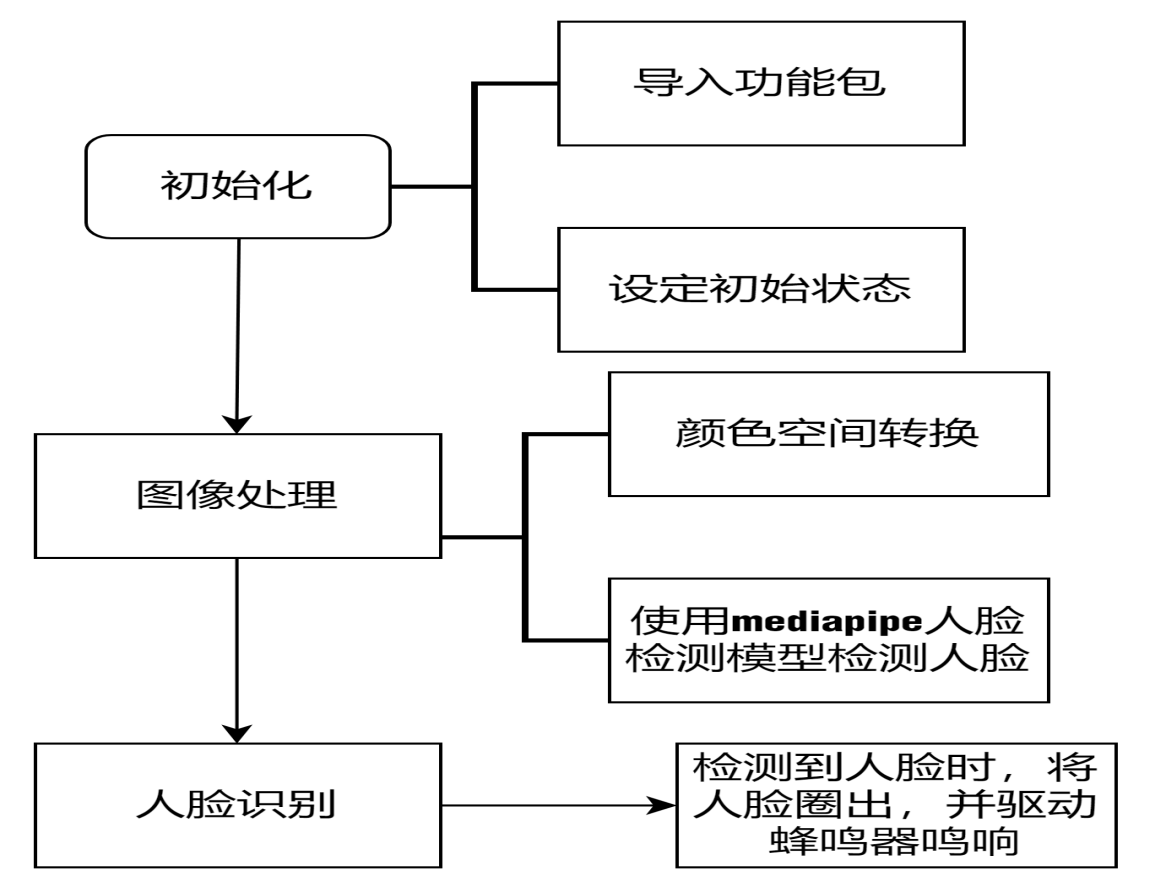 导入功能包
初始化
设定初始状态
颜色空间转换
图像处理
使用mediapipe人脸
检测模型检测人脸
人脸识别
检测到人脸时，将
人脸圈出，并驱动
蜂鸣器鸣响